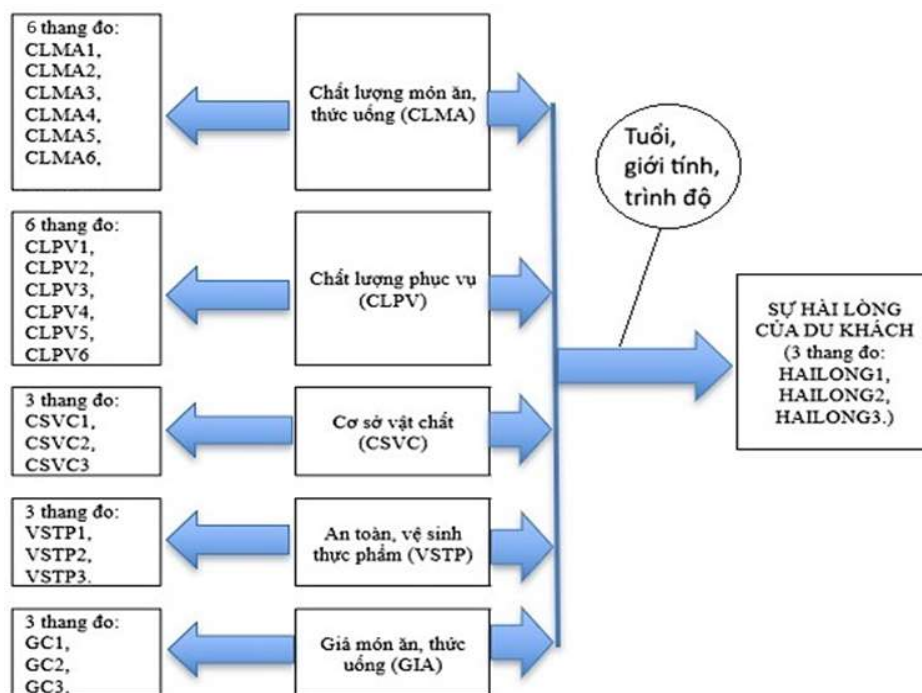 6 thang đo:
CLMA1,
CLMA2,
CLMA3,
CLMA4,
CLMA5,
CLMA6,
Chất lượng món ăn,
thức uống (CLMA)
Tuổi,
giới tính,
trình độ
6 thang đo:
CLPV1,
CLPV2,
CLPV3,
CLPV4,
CLPV5,
CLPV6
Chất lượng phục vụ
(CLPV)
SỰ HÀI LÒNG
CỦA DU KHÁCH
(3 thang đo:
HAILONG1,
HAILONG2,
HAILONG3.)
3 thang đo:
CSVC1,
CSVC2,
CSVC3
Cơ sở vật chất
(CSVC)
3 thang đo:
VSTP1,
VSTP2,
VSTP3.
An toàn, vệ sinh
thực phẩm (VSTP)
3 thang đo:
GC1,
GC2,
GC3.
Giá món ăn, thức
uống (GIA)